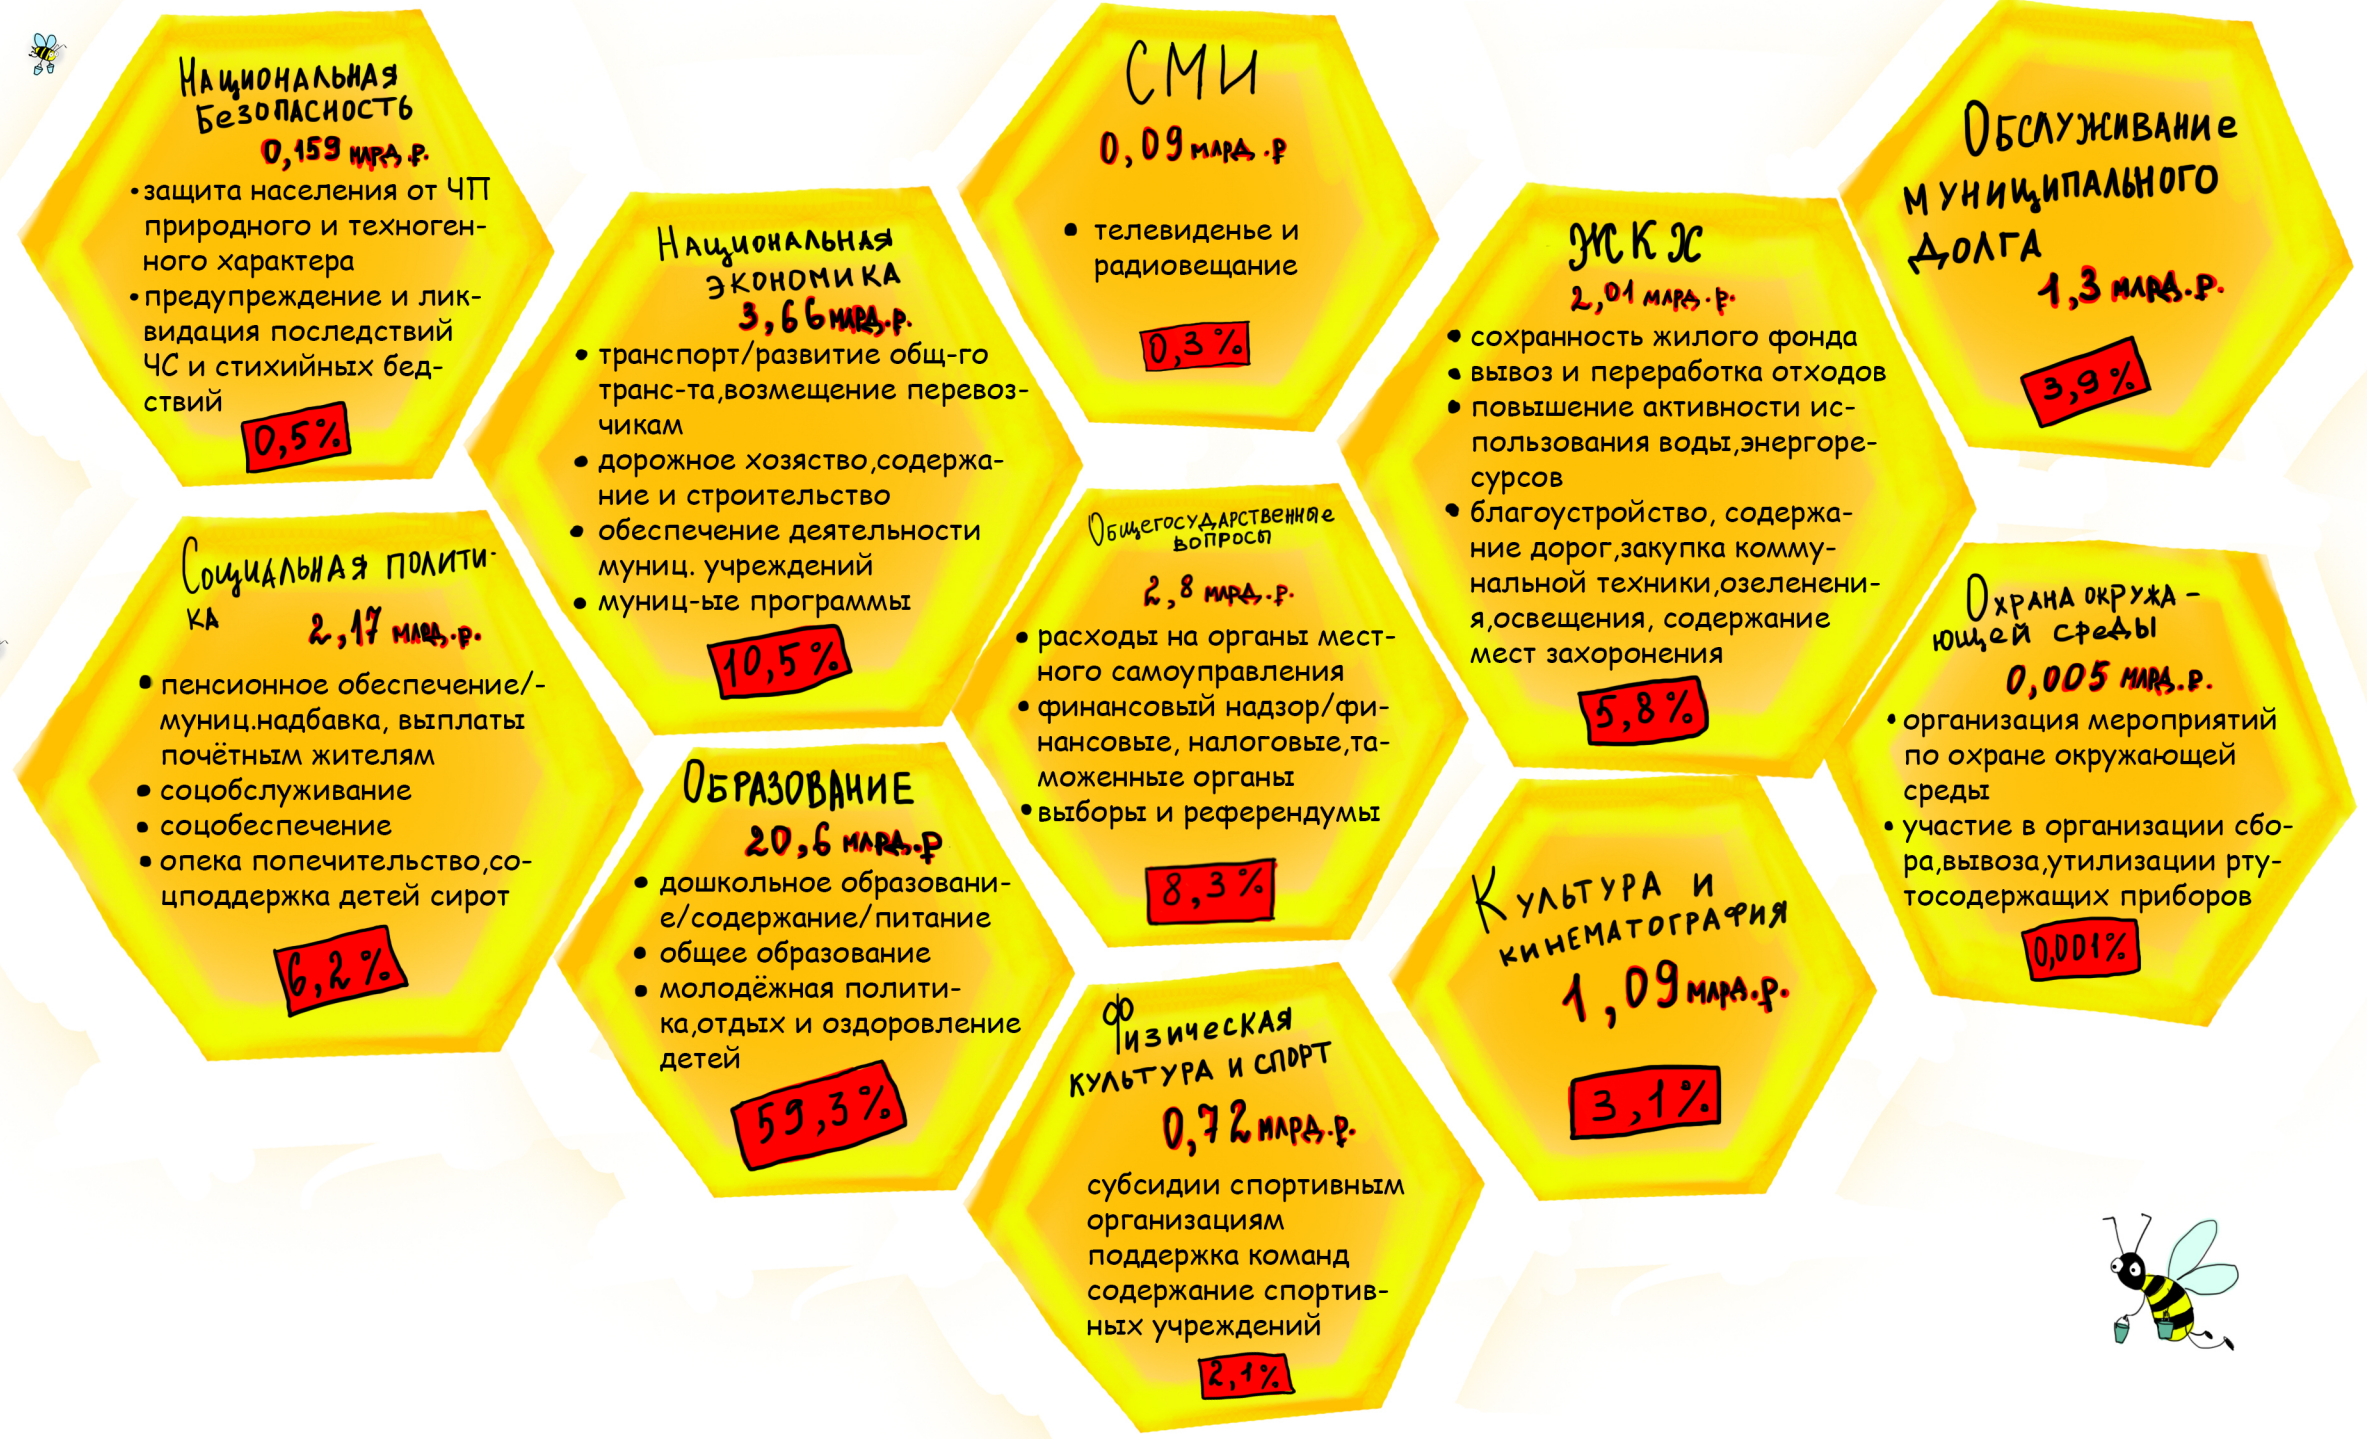 Национальная
Безопасность
0,159 млрд.₽.
•защита населения от ЧП
природного и техноген-
ного характера
•предупреждение и лик-
видация последствий
ЧС и стихийных бед-
ствий
0,5%
Национальная
экономика
3,66 млрд.₽.
• транспорт/развитие общ-го
транс-та,возмещение перевоз-
чикам
• дорожное хозяство,содержа-
ние и строительство
• обеспечение деятельности
муниц. учреждений
• муниц-ые программы
10,5%
СМИ
0,09 млрд.₽
• телевиденье и
радиовещание
0,3%
ЖКХ
2,01 млрд.₽.
• сохранность жилого фонда
• вывоз и переработка отходов
• повышение активности ис-
пользования воды,энергоре-
сурсов
• благоустройство, содержа-
ние дорог,закупка комму-
нальной техники,озеленени-
я,освещения, содержание
мест захоронения
5,8%
Обслуживание
муниципального
долга
1,3 млрд.₽.
3,9%
Социальная полити-
ка
2,17 млрд.₽.
• пенсионное обеспечение/-
муниц.надбавка, выплаты
почётным жителям
• соцобслуживание
• соцобеспечение
• опека попечительство,со-
цподдержка детей сирот
6,2%
Образование
20,6 млрд.₽
• дошкольное образовани-
е/содержание/питание
• общее образование
• молодёжная полити-
ка,отдых и оздоровление
детей
59,3%
Общегосударственные
вопросы
2,8 млрд.₽.
• расходы на органы мест-
ного самоуправления
• финансовый надзор/фи-
нансовые, налоговые,та-
моженные органы
• выборы и референдумы
8,3%
Охрана окружа-
ющей среды
0,005 млрд.₽.
•организация мероприятий
по охране окружающей
среды
•участие в организации сбо-
ра,вывоза,утилизации рту-
тосодержащих приборов
0,001%
Культура и
кинематография
1,09 млрд.₽.
3,1%
Физическая
культура и спорт
0,72 млрд.₽.
субсидии спортивным
организациям
поддержка команд
содержание спортив-
ных учреждений
2,1%